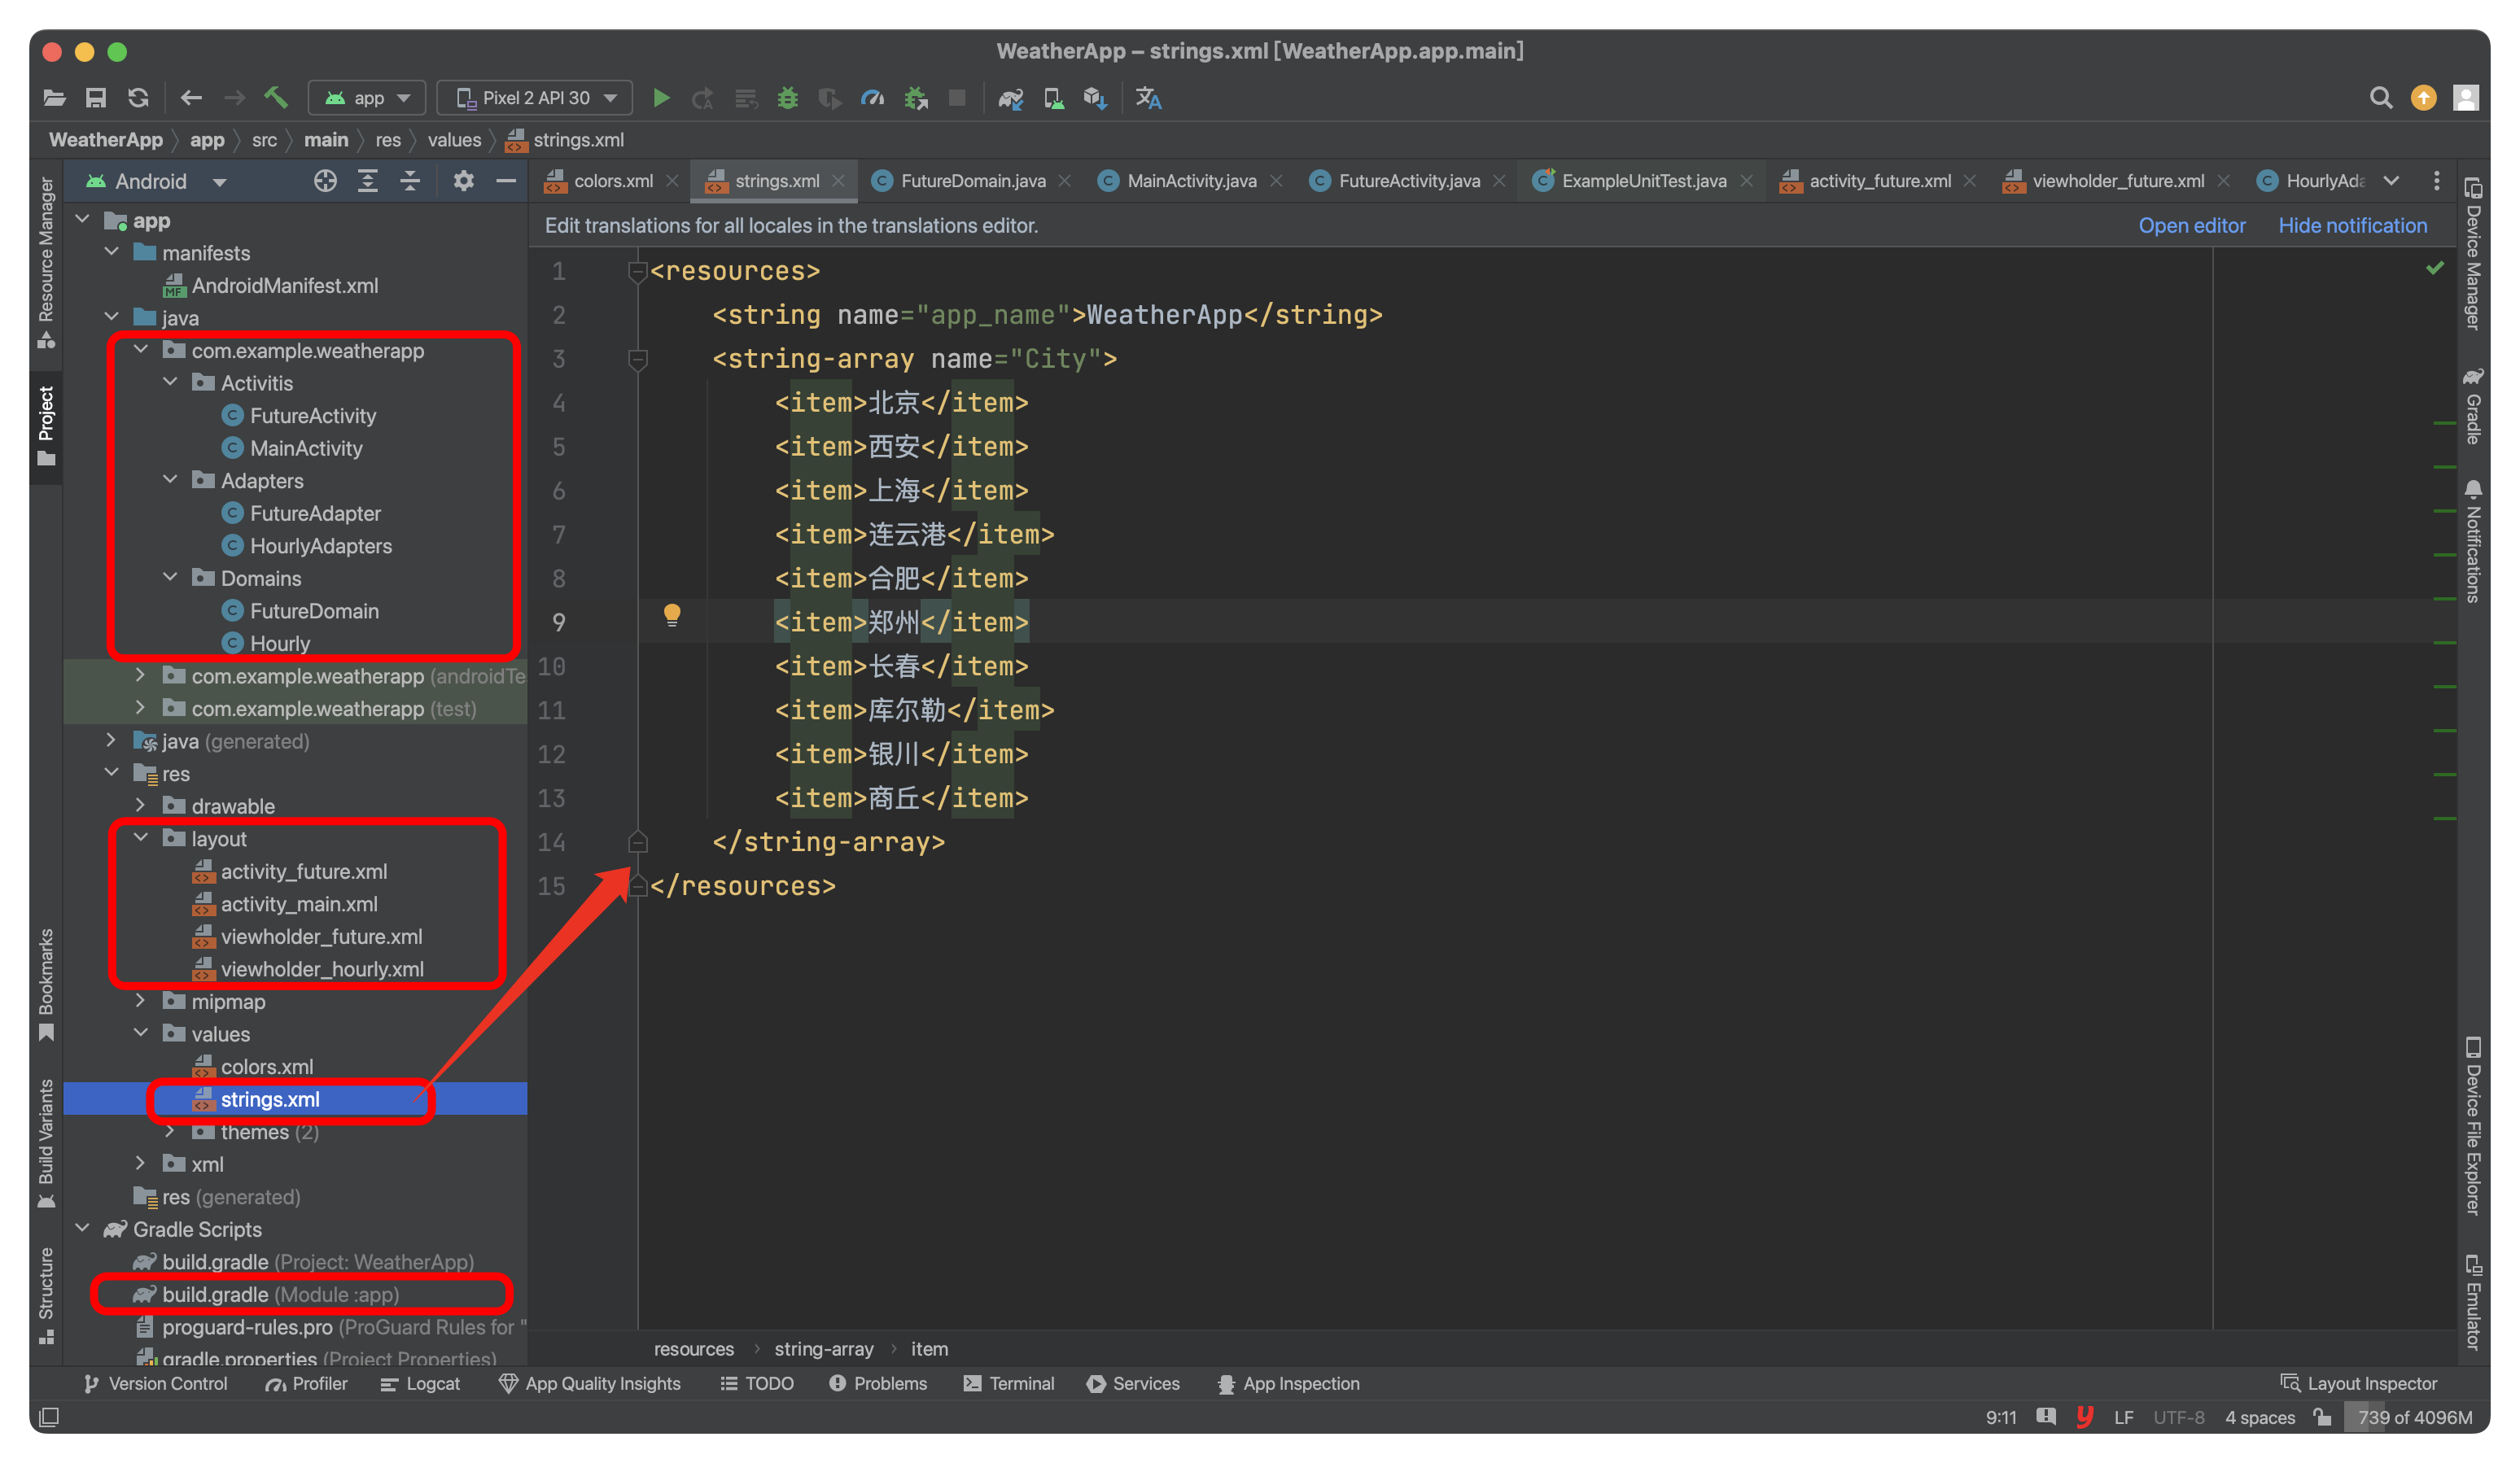 WeatherApp – strings.xml [WeatherApp.app.main]
app
Pixel 2 API 30
WeatherApp
app
src
main
res
values
strings.xml
Android
colors.xml
strings.xml
FutureDomain.java
MainActivity.java
FutureActivity.java
ExampleUnitTest.java
activity_future.xml
viewholder_future.xml
HourlyAda
Edit translations for all locales in the translations editor.
Open editor
Hide notification
Resource Manager
Project
Bookmarks
Build Variants
Structure
app
manifests
AndroidManifest.xml
java
com.example.weatherapp
Activitis
FutureActivity
MainActivity
Adapters
FutureAdapter
HourlyAdapters
Domains
FutureDomain
Hourly
com.example.weatherapp (androidTe
com.example.weatherapp (test)
java (generated)
res
drawable
layout
activity_future.xml
activity_main.xml
viewholder_future.xml
viewholder_hourly.xml
mipmap
values
colors.xml
strings.xml
themes (2)
xml
res (generated)
Gradle Scripts
build.gradle (Project: WeatherApp)
build.gradle (Module :app)
proguard-rules.pro (ProGuard Rules for "
gradle.properties (Project Properties)
1 <resources>
2 <string name="app_name">WeatherApp</string>
3 <string-array name="City">
4 <item>北京</item>
5 <item>西安</item>
6 <item>上海</item>
7 <item>连云港</item>
8 <item>合肥</item>
9 <item>郑州</item>
10 <item>长春</item>
11 <item>库尔勒</item>
12 <item>银川</item>
13 <item>商丘</item>
14 </string-array>
15 </resources>
resources
string-array
item
Device Manager
Gradle
Notifications
Device File Explorer
Emulator
Version Control
Profiler
Logcat
App Quality Insights
TODO
Problems
Terminal
Services
App Inspection
Layout Inspector
9:11
LF
UTF-8
4 spaces
739 of 4096M